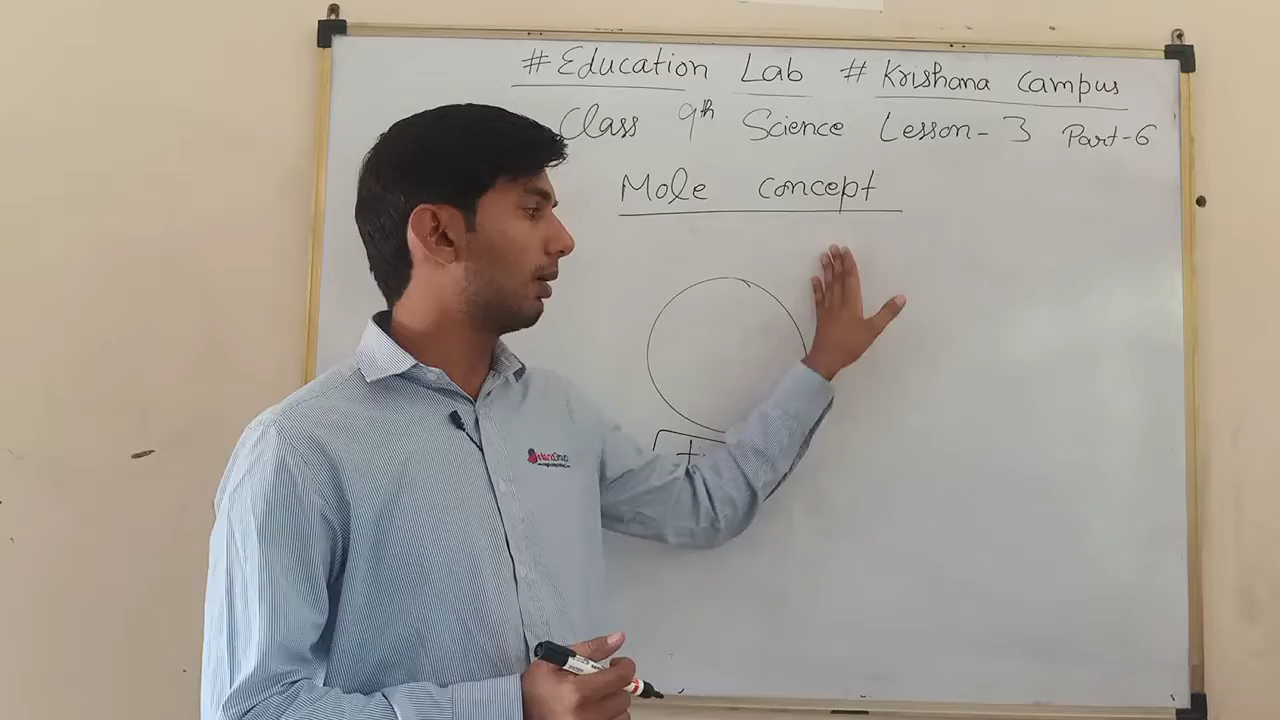 #Education Lab # Krishana campus
Class 9th Science Lesson-3 Part-6
Mole concept
+